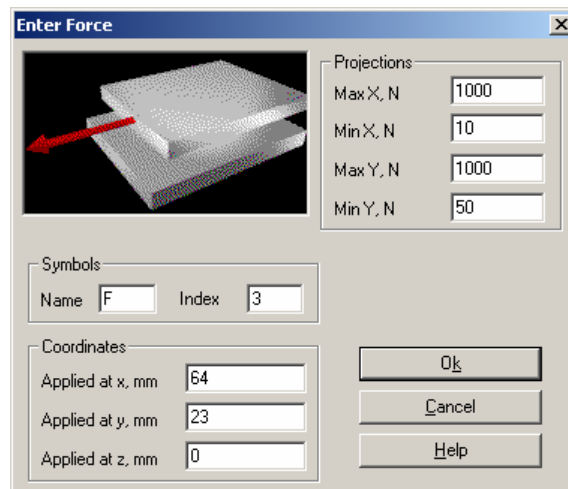 Enter Force
Projections
Max X, N 1000
Min X, N 10
Max Y, N 1000
Min Y, N 50
Symbols
Name F Index 3
Coordinates
Applied at x, mm 64
Applied at y, mm 23
Applied at z, mm 0
Ok
Cancel
Help